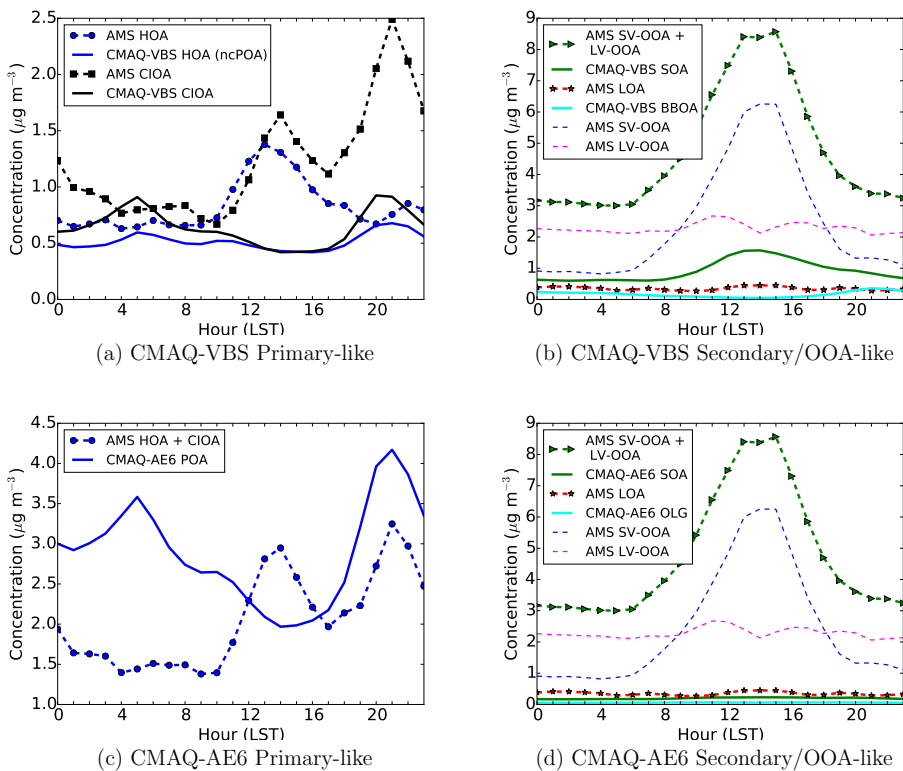 2.5
2.0
1.5
1.0
0.5
0.0
Concentration (μg m⁻³)
AMS HOA
CMAQ-VBS HOA (ncPOA)
AMS CIOA
CMAQ-VBS CIOA
0 4 8 12 16 20
Hour (LST)
(a) CMAQ-VBS Primary-like
9
8
7
6
5
4
3
2
1
0
Concentration (μg m⁻³)
AMS SV-OOA +
LV-OOA
CMAQ-VBS SOA
AMS LOA
CMAQ-VBS BBOA
AMS SV-OOA
AMS LV-OOA
0 4 8 12 16 20
Hour (LST)
(b) CMAQ-VBS Secondary/OOA-like
4.5
4.0
3.5
3.0
2.5
2.0
1.5
1.0
Concentration (μg m⁻³)
AMS HOA + CIOA
CMAQ-AE6 POA
0 4 8 12 16 20
Hour (LST)
(c) CMAQ-AE6 Primary-like
9
8
7
6
5
4
3
2
1
0
Concentration (μg m⁻³)
AMS SV-OOA +
LV-OOA
CMAQ-AE6 SOA
AMS LOA
CMAQ-AE6 OLG
AMS SV-OOA
AMS LV-OOA
0 4 8 12 16 20
Hour (LST)
(d) CMAQ-AE6 Secondary/OOA-like